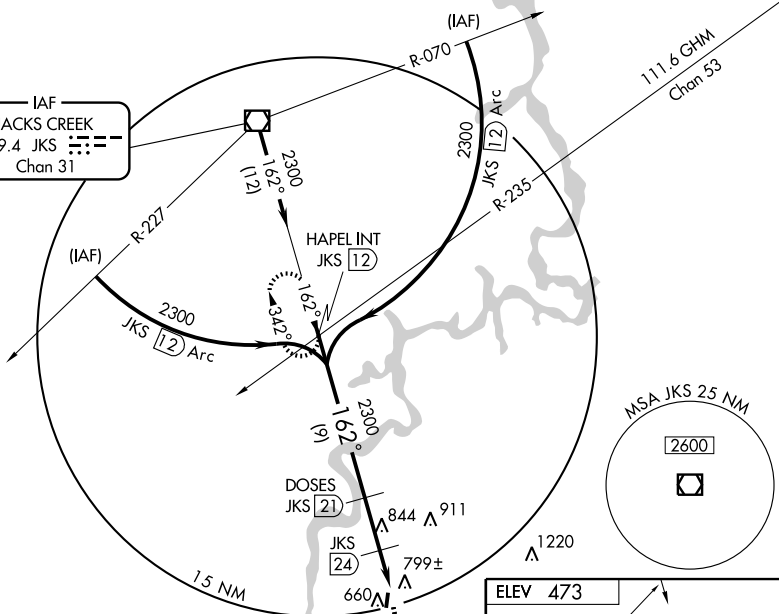 (IAF)
R-070
111.6 GHM
Chan 53
IAF
ACKS CREEK
9.4 JKS
Chan 31
2300
162°
(12)
2300
JKS 12 Arc
R-235
R-227
(IAF)
HAPEL INT
JKS 12
2300
JKS 12 Arc
162°
342°
2300
162°
(9)
MSA JKS 25 NM
2600
DOSES
JKS 21
844
911
JKS
24
1220
799±
15 NM
660
ELEV 473